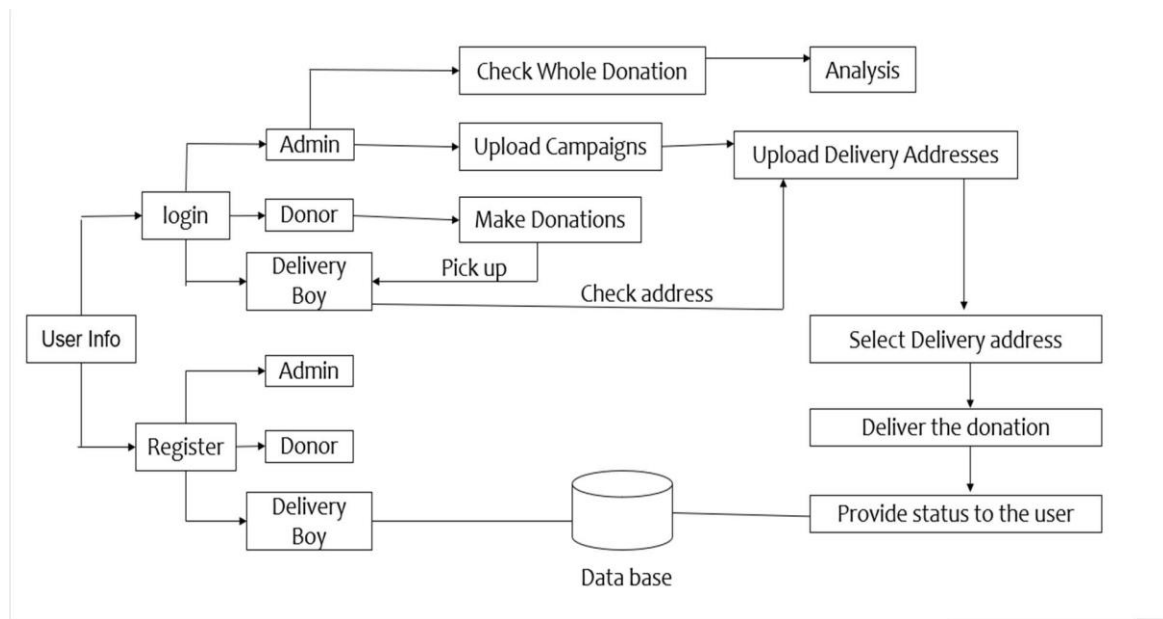 Check Whole Donation
Analysis
Admin
Upload Campaigns
Upload Delivery Addresses
login
Donor
Make Donations
Delivery
Boy
Pick up
Check address
User Info
Select Delivery address
Admin
Deliver the donation
Register
Donor
Delivery
Boy
Provide status to the user
Data base